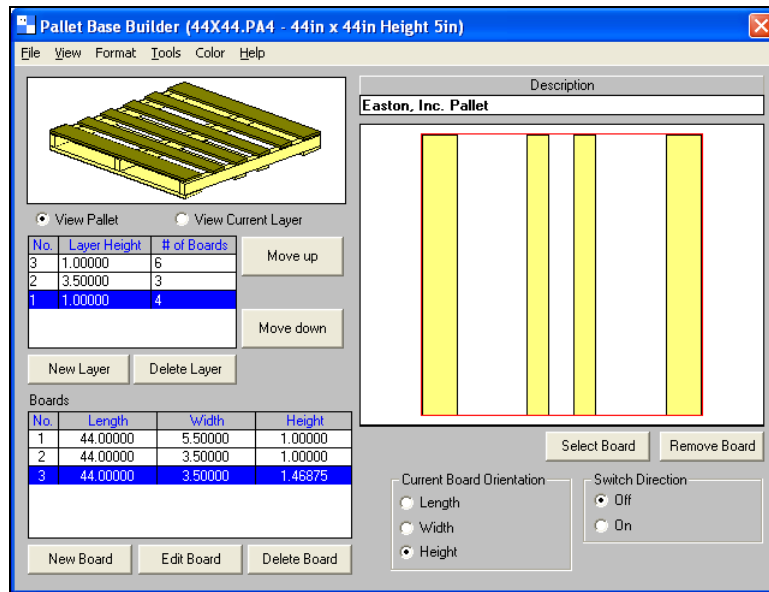 Pallet Base Builder (44X44.PA4 - 44in x 44in Height 5in)
File View Format Tools Color Help
Description
Easton, Inc. Pallet
View Pallet View Current Layer
No. Layer Height # of Boards
3 1.00000 6
2 3.50000 3
1 1.00000 4
Move up
Move down
New Layer Delete Layer
Boards
No. Length Width Height
1 44.00000 5.50000 1.00000
2 44.00000 3.50000 1.00000
3 44.00000 3.50000 1.46875
New Board Edit Board Delete Board
Select Board Remove Board
Current Board Orientation
Length
Width
Height
Switch Direction
Off
On